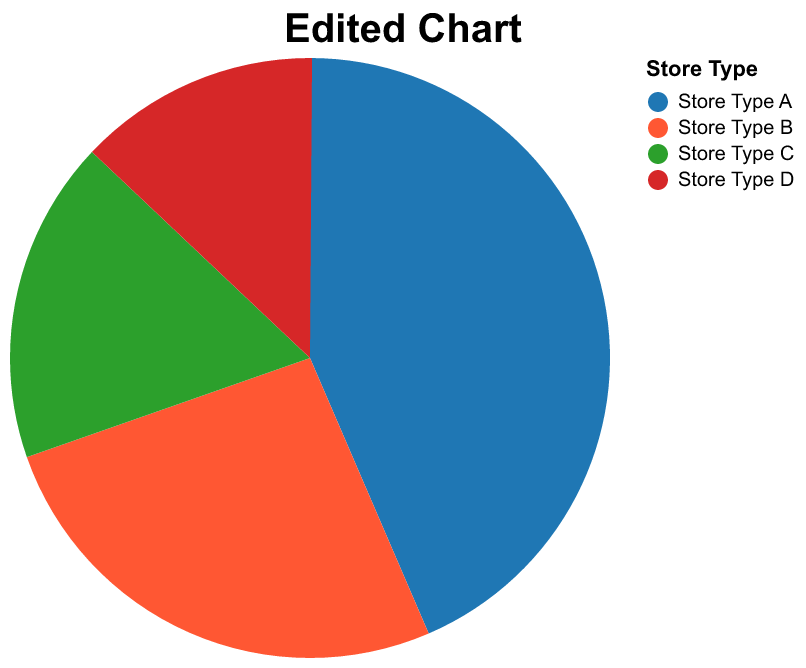 Edited Chart
Store Type
Store Type A
Store Type B
Store Type C
Store Type D